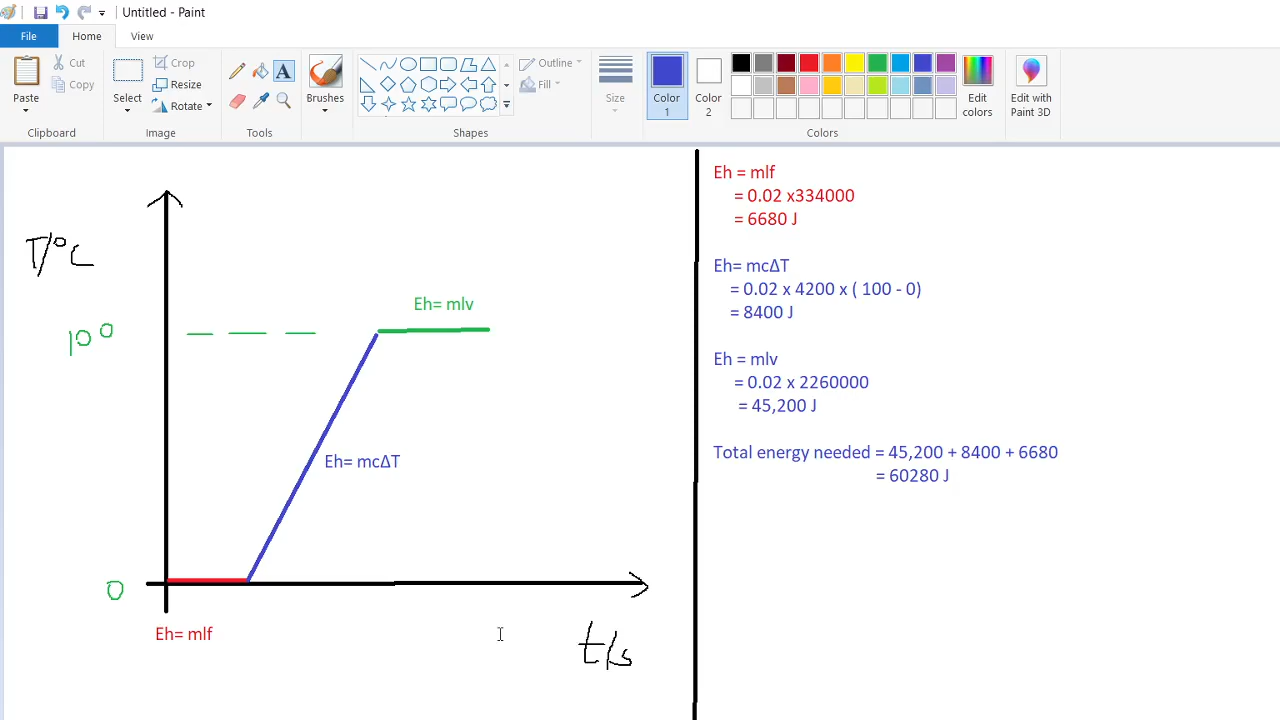 Untitled - Paint
File
Home
View
Paste
Cut
Copy
Clipboard
Select
Crop
Resize
Rotate
Image
A
Tools
Brushes
Outline
Fill
Shapes
Size
Color
1
Color
2
Edit
colors
Colors
Edit with
Paint 3D
T/°C
10°
0
Eh= mlv
Eh= mcΔT
Eh= mlf
t/s
Eh = mlf
= 0.02 x334000
= 6680 J
Eh= mcΔT
= 0.02 x 4200 x ( 100 - 0)
= 8400 J
Eh = mlv
= 0.02 x 2260000
= 45,200 J
Total energy needed = 45,200 + 8400 + 6680
= 60280 J